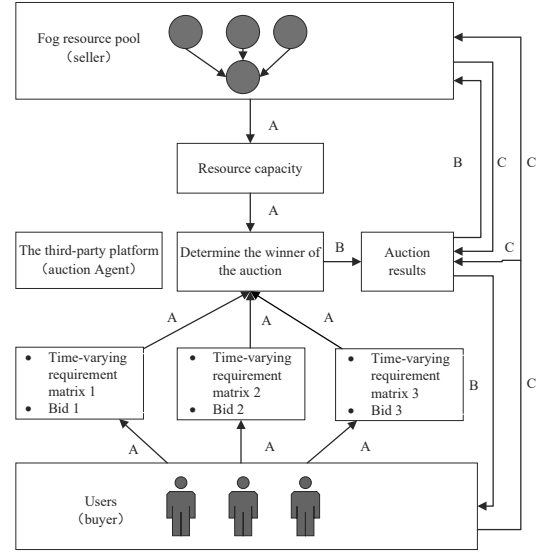 Fog resource pool
(seller)
A
Resource capacity
A
B
C
C
The third-party platform
(auction Agent)
Determine the winner of
the auction
B
Auction
results
C
A
A
A
• Time-varying
requirement
matrix 1
• Bid 1
• Time-varying
requirement
matrix 2
• Bid 2
• Time-varying
requirement
matrix 3
• Bid 3
B
C
A
A
A
Users
(buyer)